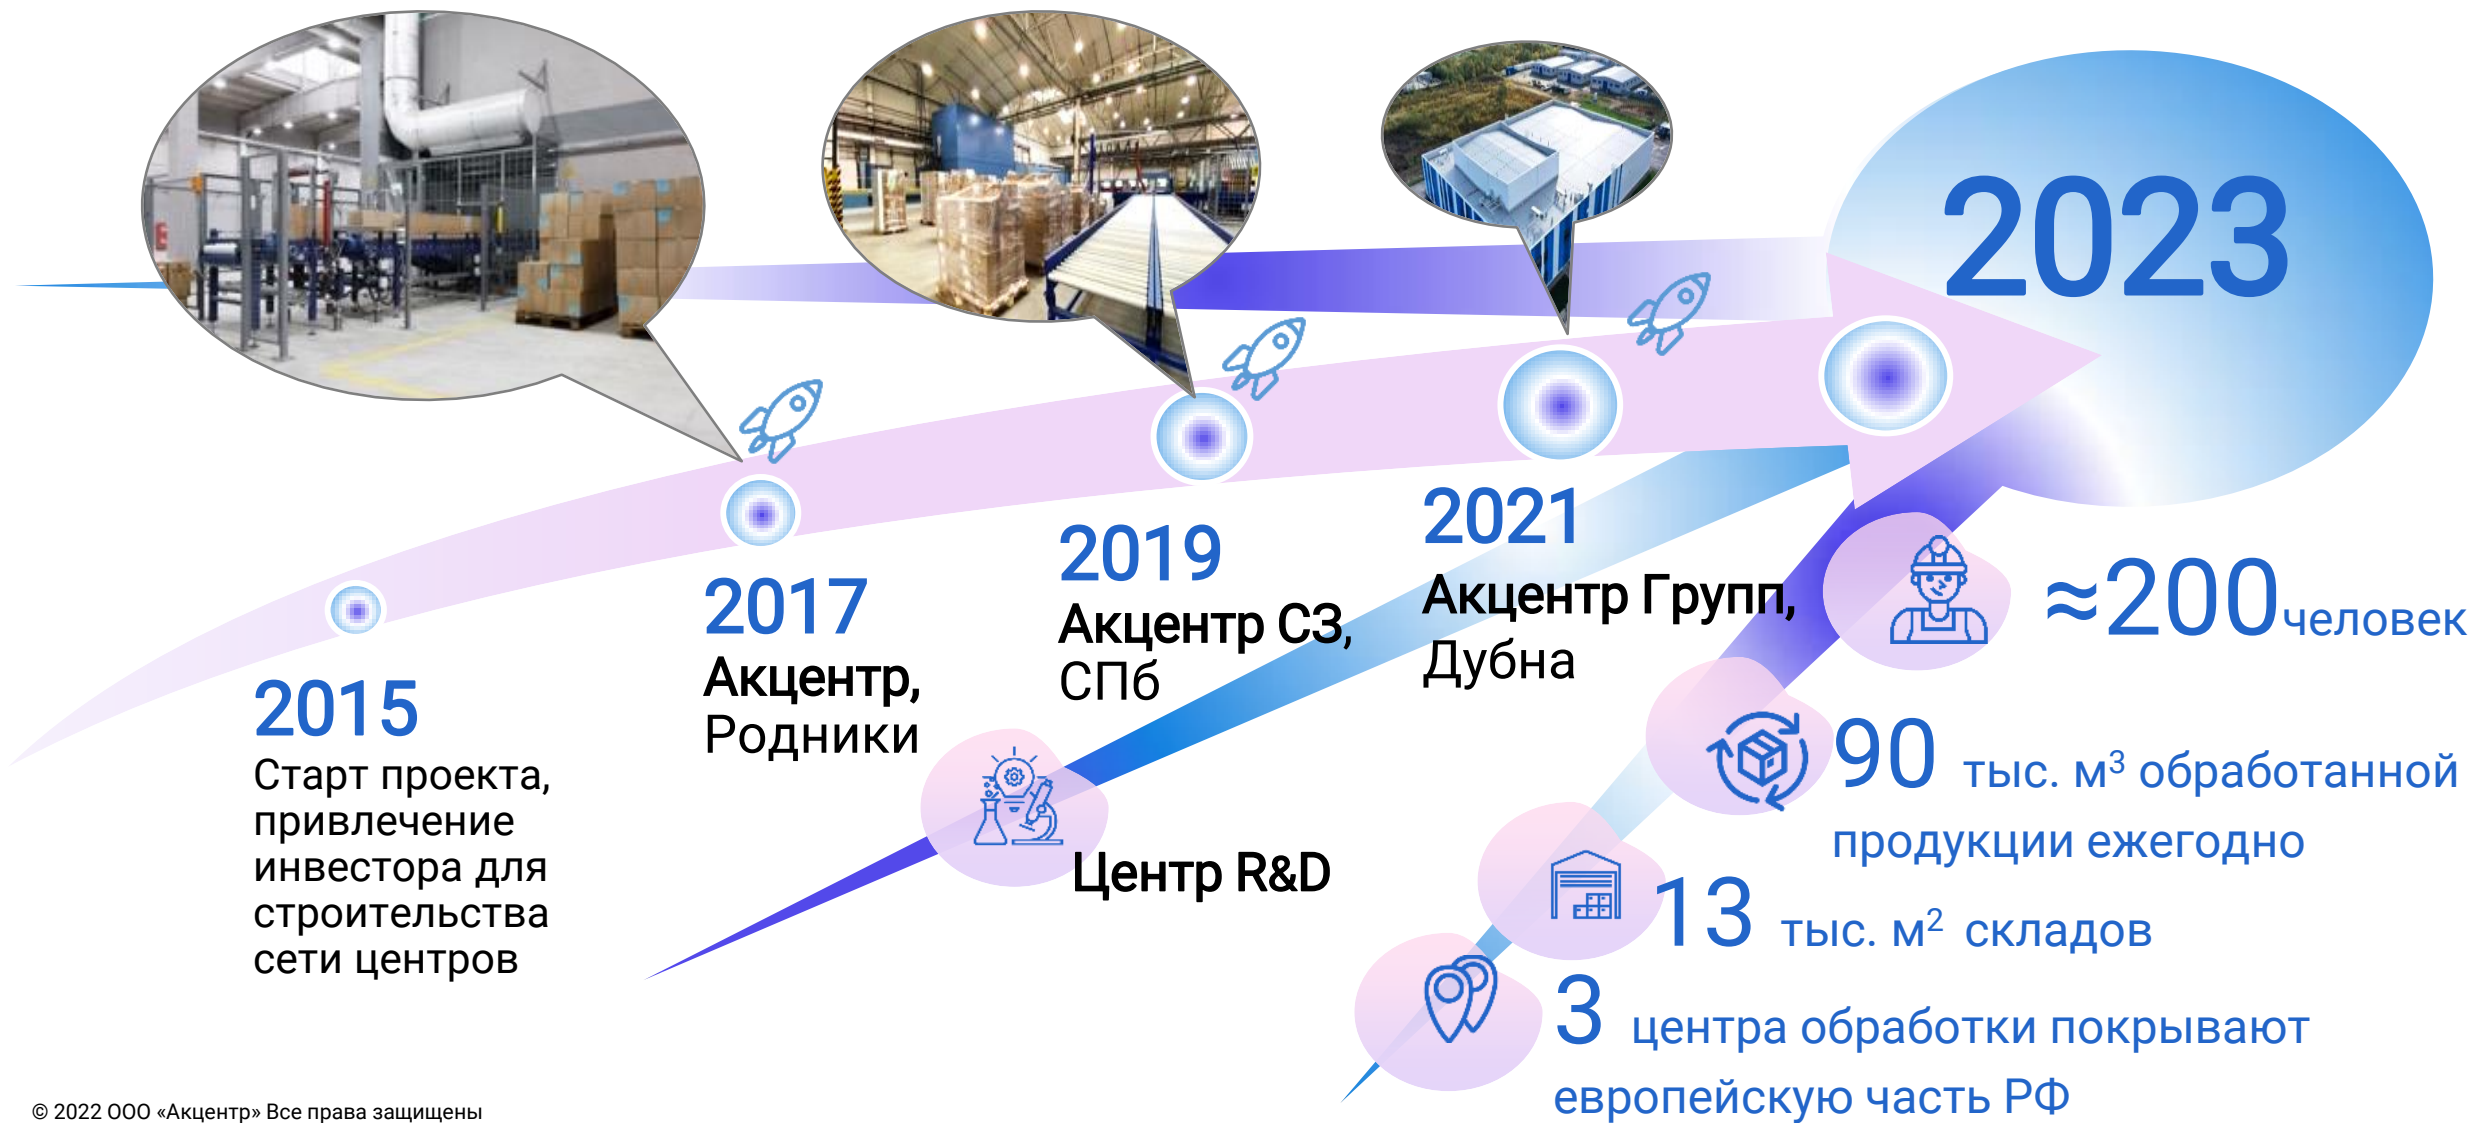 2023
2015
Старт проекта,
привлечение
инвестора для
строительства
сети центров
2017
Акцентр,
Родники
2019
Акцентр СЗ,
СПб
2021
Акцентр Групп,
Дубна
Центр R&D
≈200 человек
90 тыс. м³ обработанной
продукции ежегодно
13 тыс. м² складов
3 центра обработки покрывают
европейскую часть РФ
© 2022 ООО «Акцентр» Все права защищены